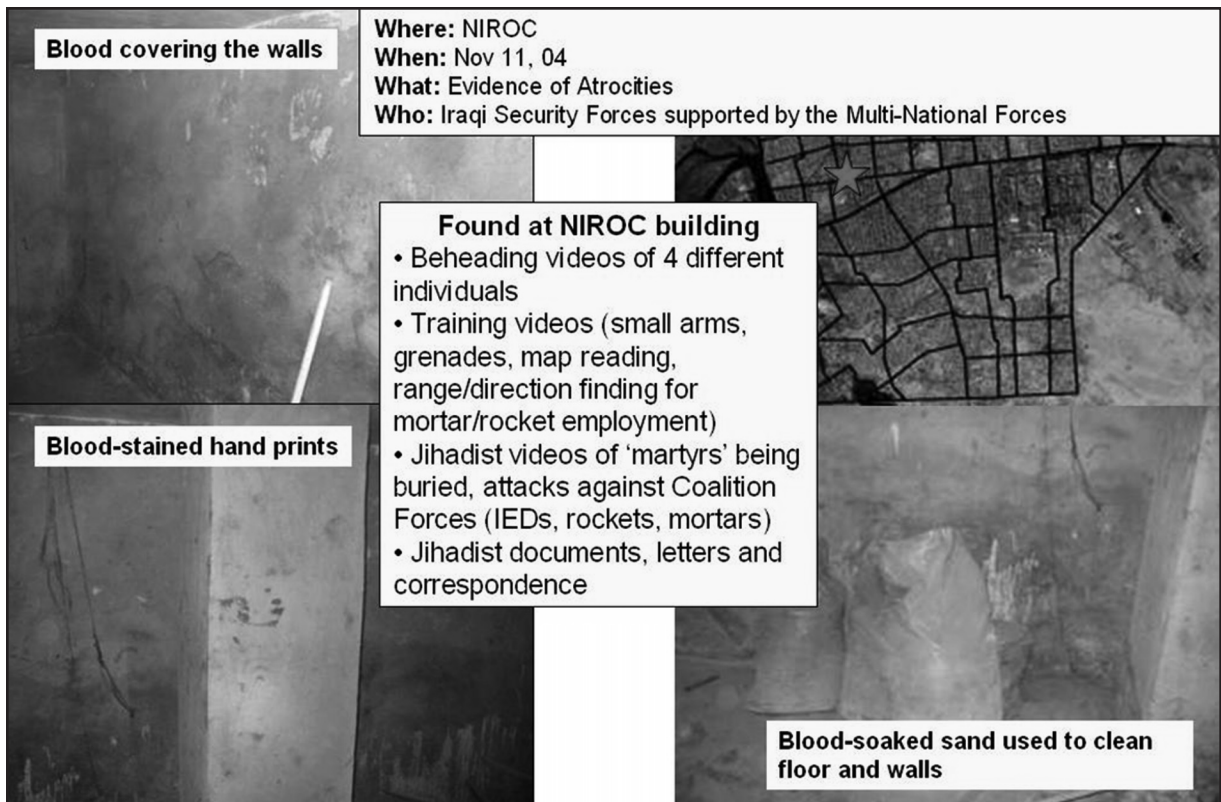 Blood covering the walls
Where: NIROC
When: Nov 11, 04
What: Evidence of Atrocities
Who: Iraqi Security Forces supported by the Multi-National Forces
Found at NIROC building
• Beheading videos of 4 different
individuals
• Training videos (small arms,
grenades, map reading,
range/direction finding for
mortar/rocket employment)
• Jihadist videos of ‘martyrs’ being
buried, attacks against Coalition
Forces (IEDs, rockets, mortars)
• Jihadist documents, letters and
correspondence
Blood-stained hand prints
Blood-soaked sand used to clean
floor and walls